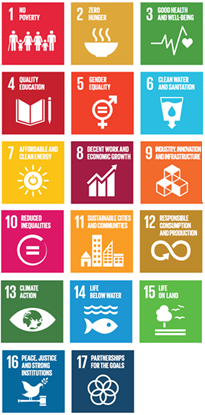 1 NO
POVERTY
2 ZERO
HUNGER
3 GOOD HEALTH
AND WELL-BEING
4 QUALITY
EDUCATION
5 GENDER
EQUALITY
6 CLEAN WATER
AND SANITATION
7 AFFORDABLE AND
CLEAN ENERGY
8 DECENT WORK AND
ECONOMIC GROWTH
9 INDUSTRY, INNOVATION
AND INFRASTRUCTURE
10 REDUCED
INEQUALITIES
11 SUSTAINABLE CITIES
AND COMMUNITIES
12 RESPONSIBLE
CONSUMPTION
AND PRODUCTION
13 CLIMATE
ACTION
14 LIFE
BELOW WATER
15 LIFE
ON LAND
16 PEACE, JUSTICE
AND STRONG
INSTITUTIONS
17 PARTNERSHIPS
FOR THE GOALS